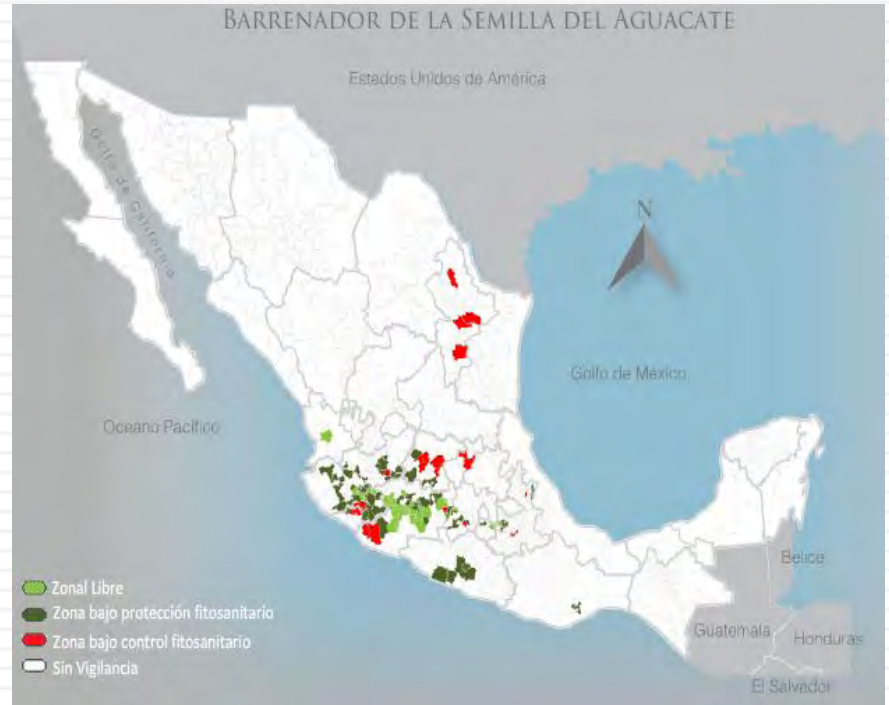 BARRENADOR DE LA SEMILLA DEL AGUACATE
Estados Unidos de América
Golfo de California
N
Golfo de México
Oceano Pacífico
Belice
Guatemala
Honduras
El Salvador
Zonal Libre
Zona bajo protección fitosanitario
Zona bajo control fitosanitario
Sin Vigilancia